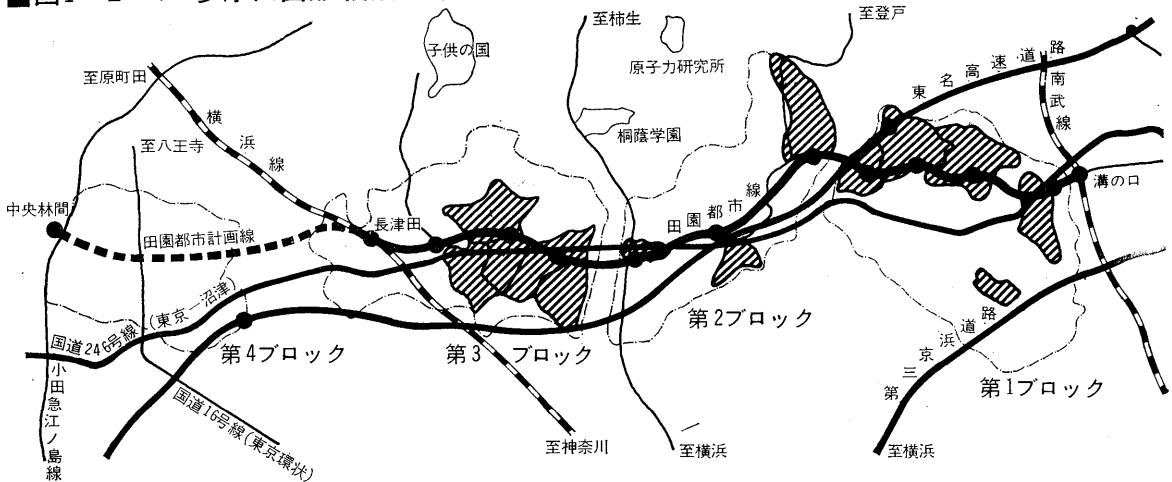 至柿生
至登戸
子供の国
原子力研究所
至原町田
横浜線
東名高速道路
南武線
至八王寺
桐蔭学園
溝の口
中央林間
長津田
田園都市線
田園都市計画線
国道246号線(東京-沼津)
第2ブロック
第4ブロック
第3 ブロック
第三京浜道路
第1ブロック
小田急江ノ島線
国道16号線(東京環状)
至神奈川
至横浜
至横浜